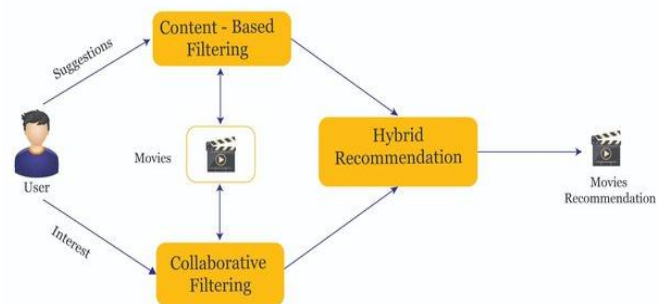 Content - Based
Filtering
Suggestions
User
Movies
Hybrid
Recommendation
Movies
Recommendation
Interest
Collaborative
Filtering